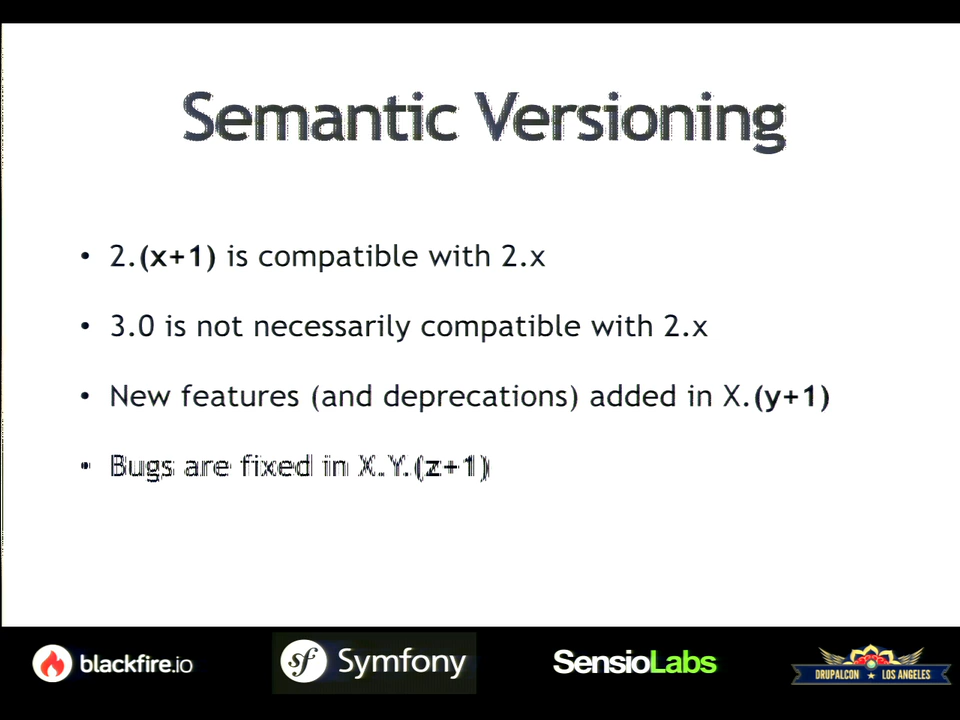 Semantic Versioning
• 2.(x+1) is compatible with 2.x
• 3.0 is not necessarily compatible with 2.x
• New features (and deprecations) added in X.(y+1)
• Bugs are fixed in X.Y.(z+1)
blackfire.io
sf Symfony
SensioLabs
DRUPALCON ★ LOS ANGELES